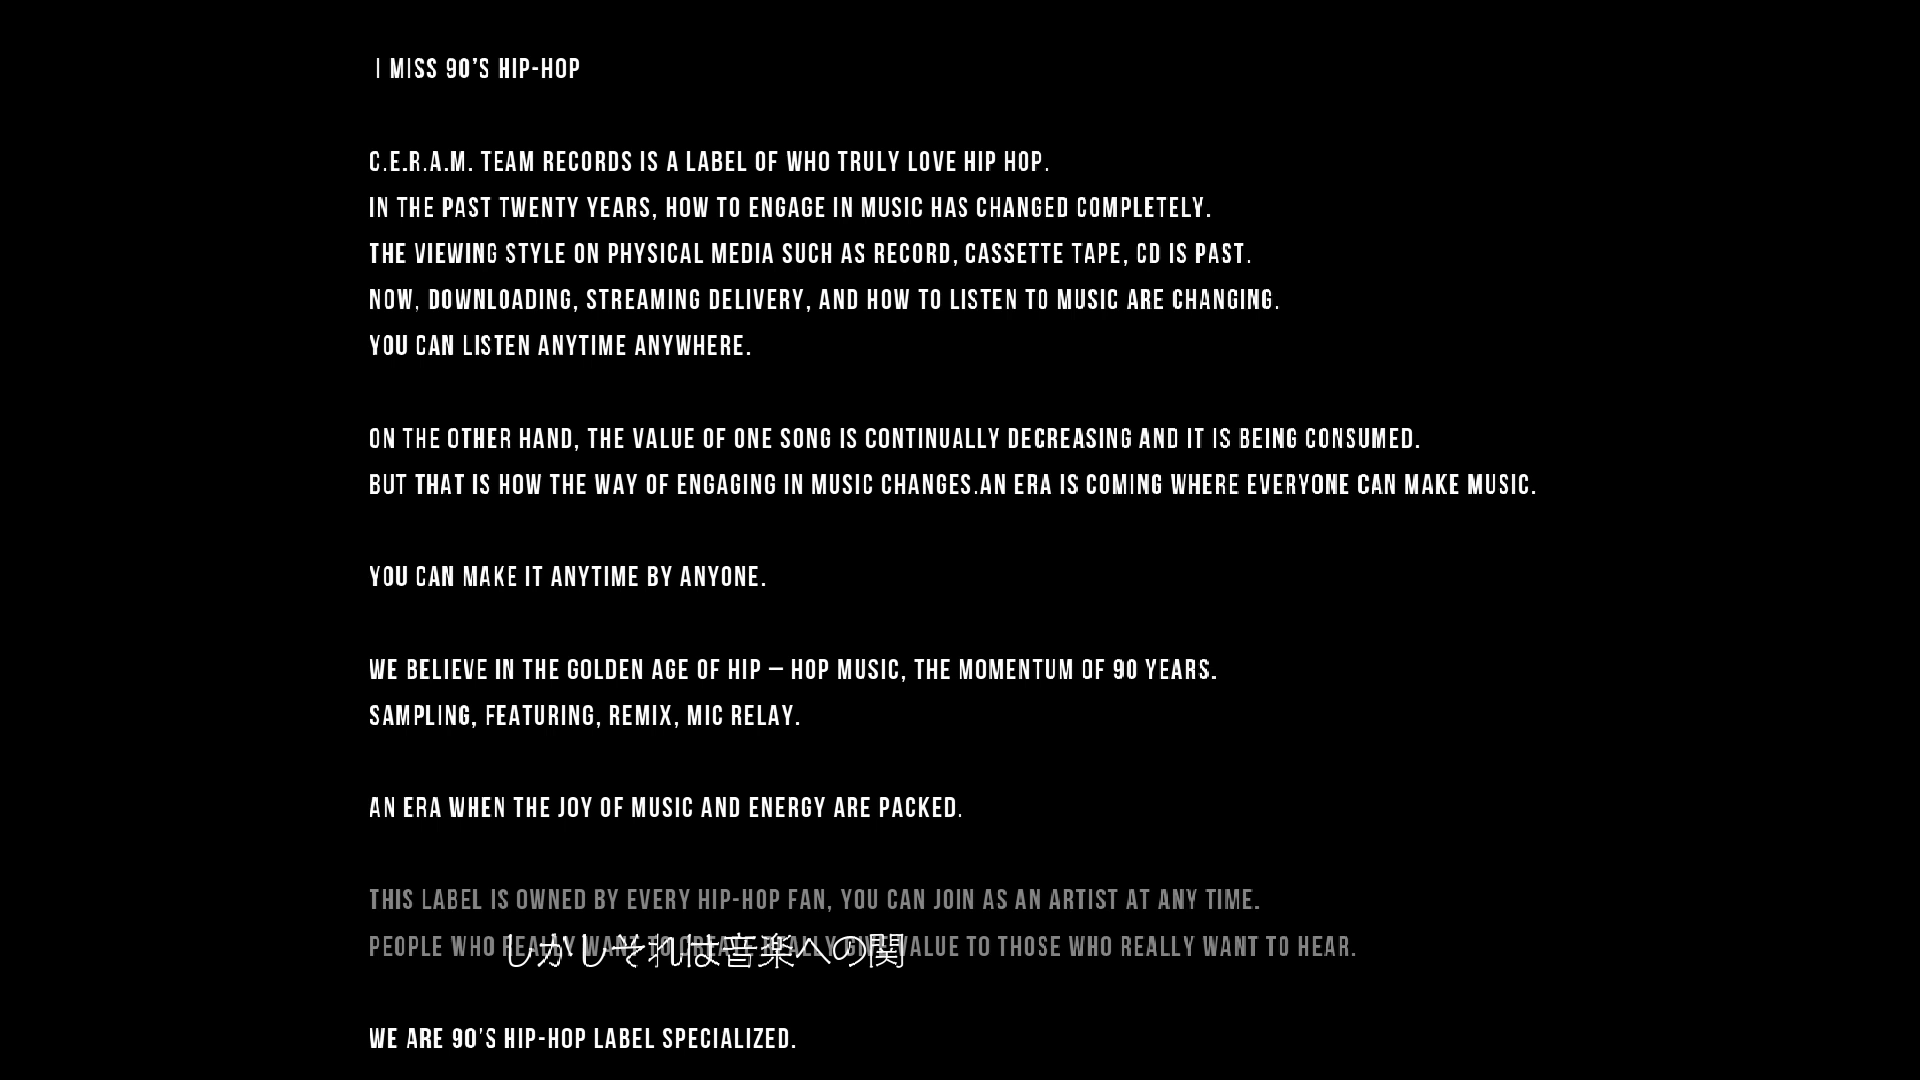 I MISS 90'S HIP-HOP
C.E.R.A.M. TEAM RECORDS IS A LABEL OF WHO TRULY LOVE HIP HOP.
IN THE PAST TWENTY YEARS, HOW TO ENGAGE IN MUSIC HAS CHANGED COMPLETELY.
THE VIEWING STYLE ON PHYSICAL MEDIA SUCH AS RECORD, CASSETTE TAPE, CD IS PAST.
NOW, DOWNLOADING, STREAMING DELIVERY, AND HOW TO LISTEN TO MUSIC ARE CHANGING.
YOU CAN LISTEN ANYTIME ANYWHERE.
ON THE OTHER HAND, THE VALUE OF ONE SONG IS CONTINUALLY DECREASING AND IT IS BEING CONSUMED.
BUT THAT IS HOW THE WAY OF ENGAGING IN MUSIC CHANGES.AN ERA IS COMING WHERE EVERYONE CAN MAKE MUSIC.
YOU CAN MAKE IT ANYTIME BY ANYONE.
WE BELIEVE IN THE GOLDEN AGE OF HIP – HOP MUSIC, THE MOMENTUM OF 90 YEARS.
SAMPLING, FEATURING, REMIX, MIC RELAY.
AN ERA WHEN THE JOY OF MUSIC AND ENERGY ARE PACKED.
THIS LABEL IS OWNED BY EVERY HIP-HOP FAN, YOU CAN JOIN AS AN ARTIST AT ANY TIME.
PEOPLE WHO REALLY WANT TO CREATE REALLY GIVE VALUE TO THOSE WHO REALLY WANT TO HEAR.
しかしそれは音楽への関
WE ARE 90'S HIP-HOP LABEL SPECIALIZED.